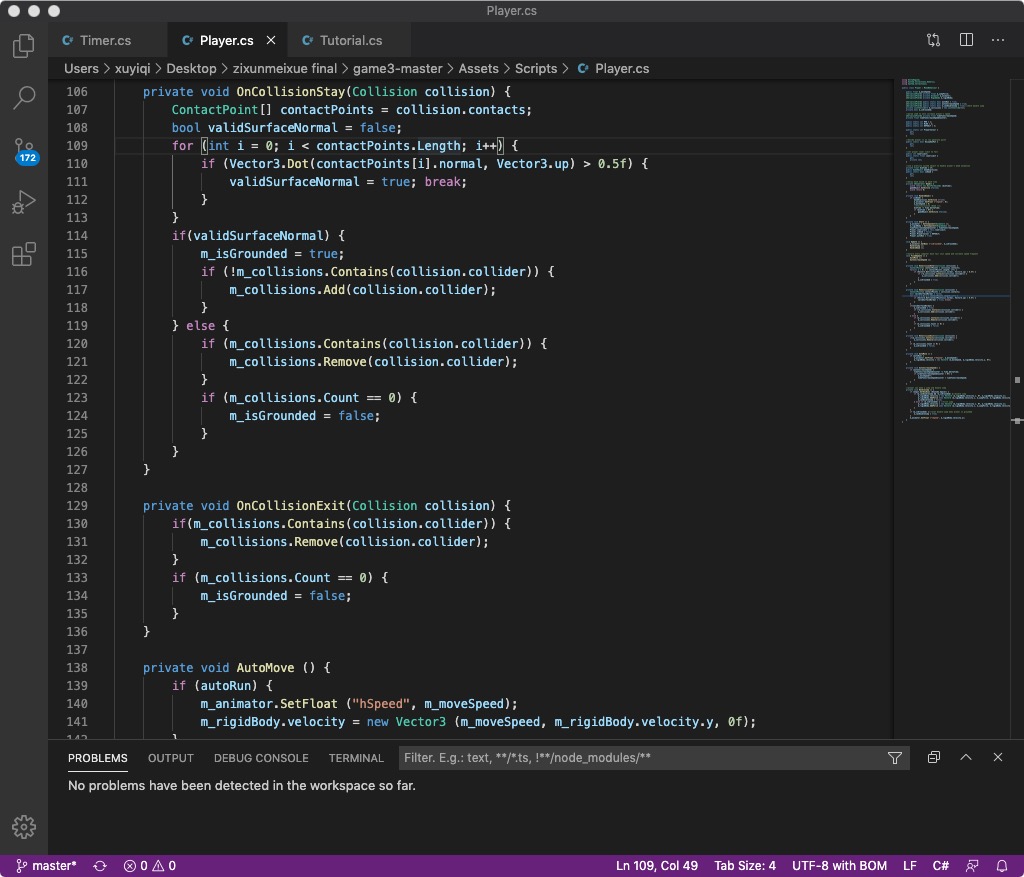 Player.cs
Timer.cs
Player.cs
Tutorial.cs
Users > xuyiqi > Desktop > zixunmeixue final > game3-master > Assets > Scripts > Player.cs
106 private void OnCollisionStay(Collision collision) {
107 ContactPoint[] contactPoints = collision.contacts;
108 bool validSurfaceNormal = false;
109 for (int i = 0; i < contactPoints.Length; i++) {
110 if (Vector3.Dot(contactPoints[i].normal, Vector3.up) > 0.5f) {
111 validSurfaceNormal = true; break;
112 }
113 }
114 if(validSurfaceNormal) {
115 m_isGrounded = true;
116 if (!m_collisions.Contains(collision.collider)) {
117 m_collisions.Add(collision.collider);
118 }
119 } else {
120 if (m_collisions.Contains(collision.collider)) {
121 m_collisions.Remove(collision.collider);
122 }
123 if (m_collisions.Count == 0) {
124 m_isGrounded = false;
125 }
126 }
127 }
128
129 private void OnCollisionExit(Collision collision) {
130 if(m_collisions.Contains(collision.collider)) {
131 m_collisions.Remove(collision.collider);
132 }
133 if (m_collisions.Count == 0) {
134 m_isGrounded = false;
135 }
136 }
137
138 private void AutoMove () {
139 if (autoRun) {
140 m_animator.SetFloat ("hSpeed", m_moveSpeed);
141 m_rigidBody.velocity = new Vector3 (m_moveSpeed, m_rigidBody.velocity.y, 0f);
172
PROBLEMS OUTPUT DEBUG CONSOLE TERMINAL Filter. E.g.: text, **/*.ts, !**/node_modules/**
No problems have been detected in the workspace so far.
master* 0 0 Ln 109, Col 49 Tab Size: 4 UTF-8 with BOM LF C#